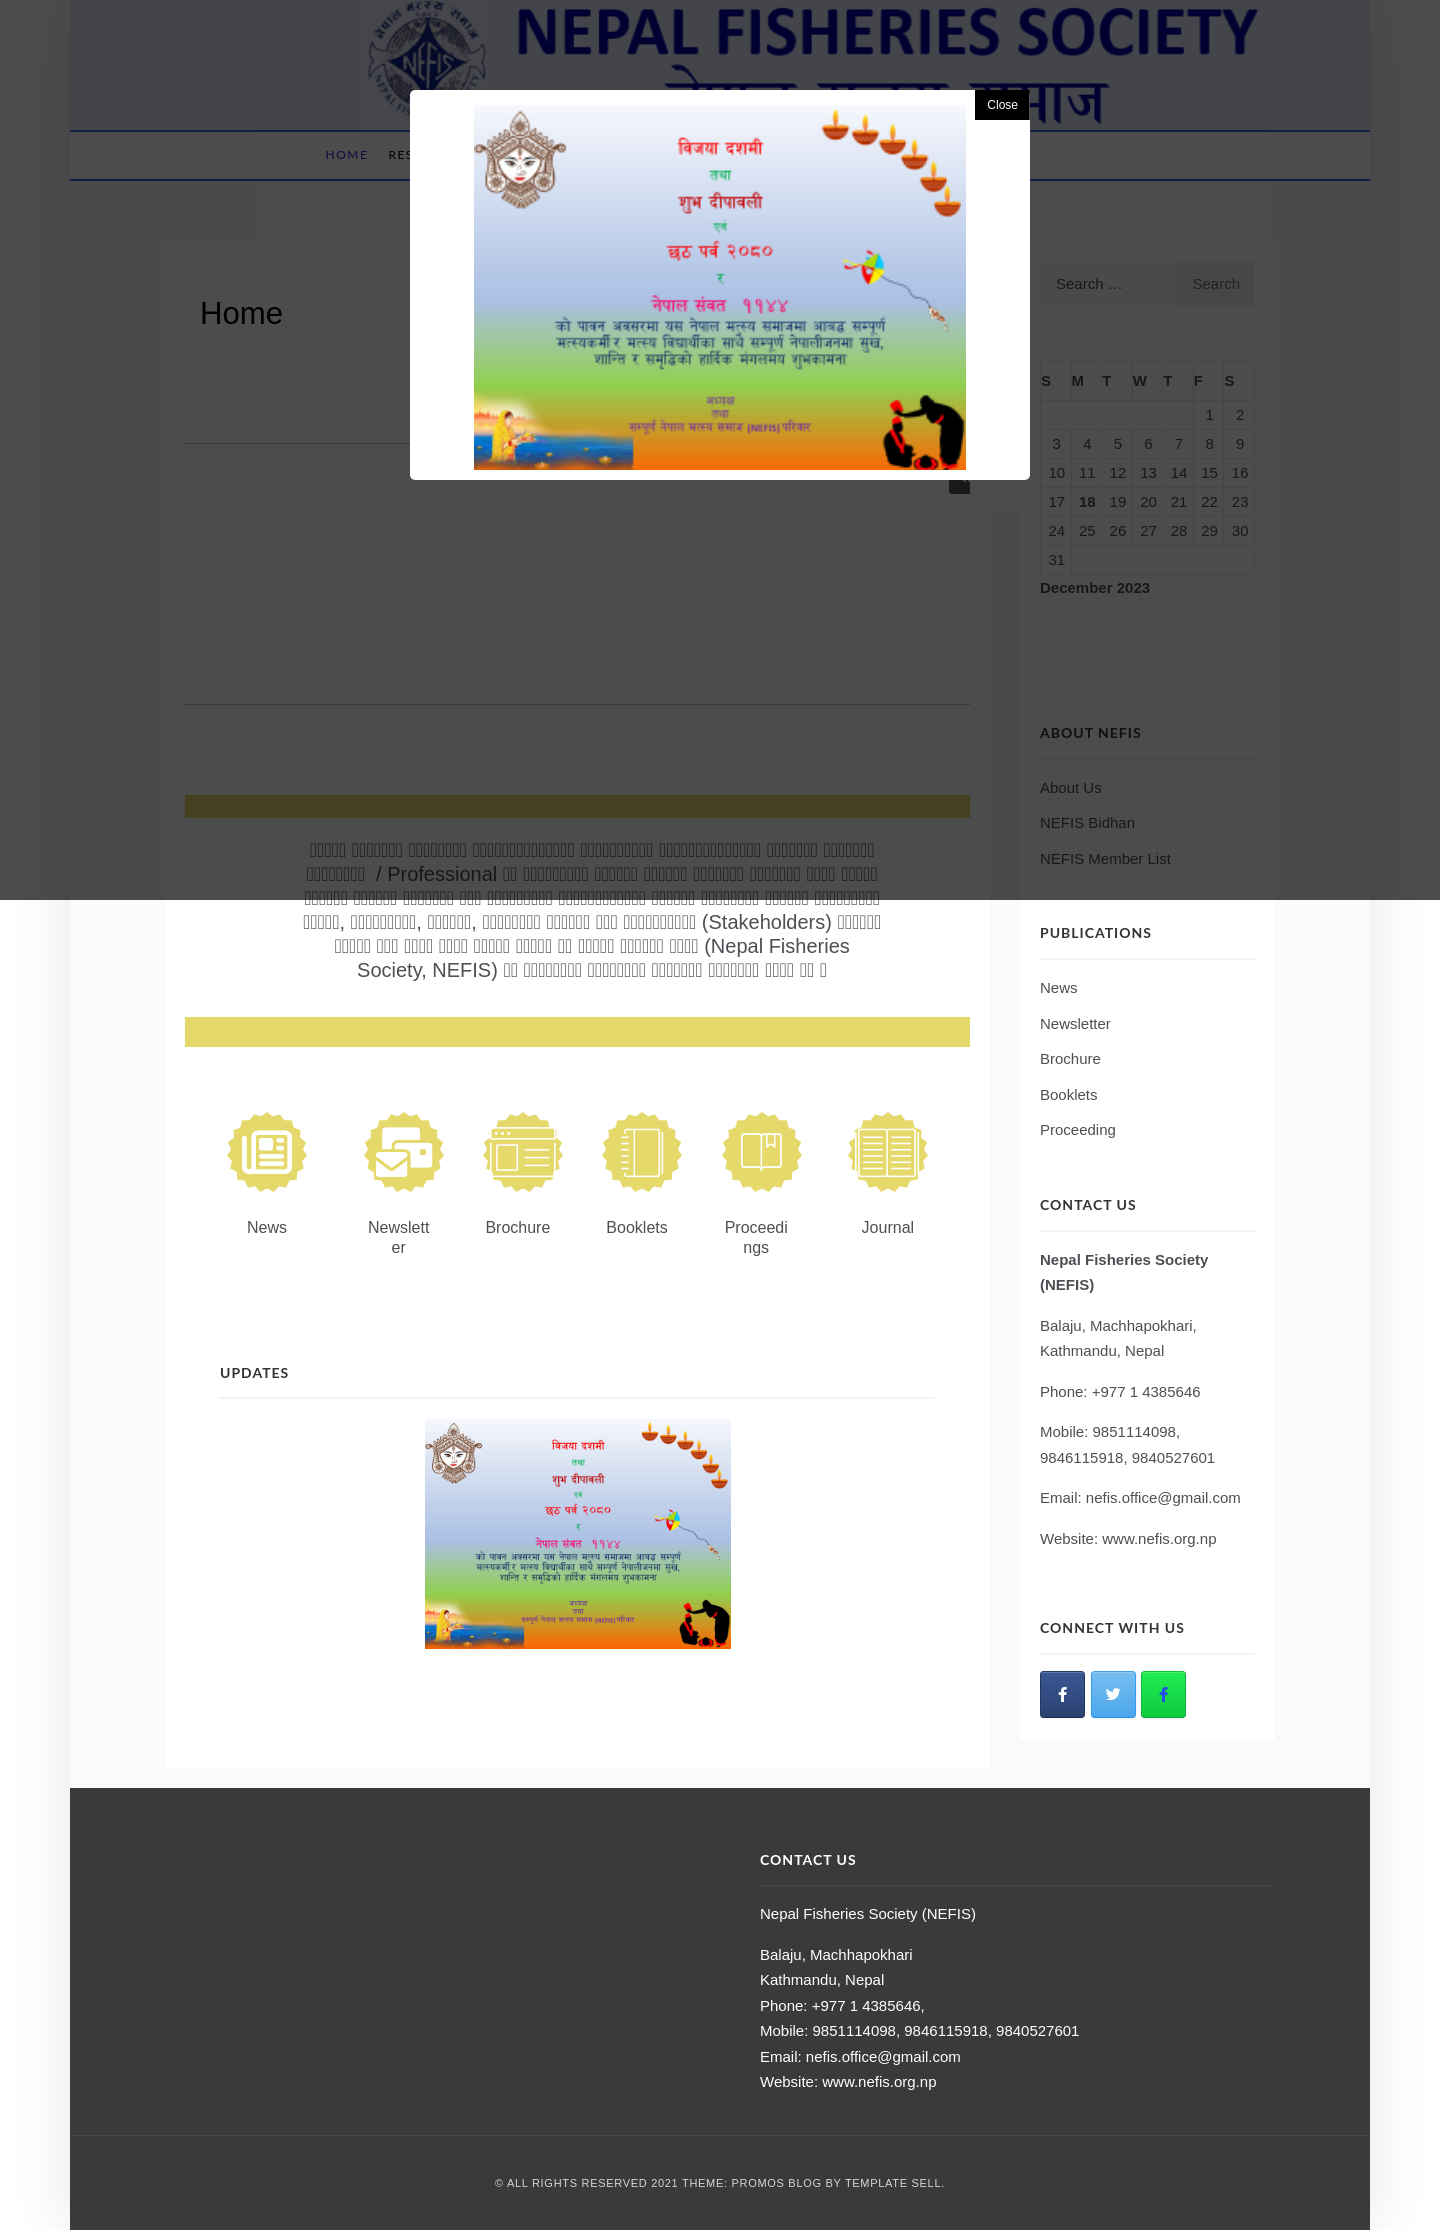 नेपाल मत्स्य समाज
NEFIS
NEPAL FISHERIES SOCIETY
Close
HOME
विजया दशमी
तथा
शुभ दीपावली
एवं
छठ पर्व २०८०
र
नेपाल संवत ११४४
को पावन अवसरमा यस नेपाल मत्स्य समाजमा आवद्ध सम्पूर्ण
मत्स्यकर्मी र मत्स्य विद्यार्थीका साथै सम्पूर्ण नेपालीजनमा सुख,
शान्ति र समृद्धिको हार्दिक मंगलमय शुभकामना
अध्यक्ष
तथा
सम्पूर्ण नेपाल मत्स्य समाज (NEFIS) परिवार
Home
Search …
Search
S M T W T F S
1 2
3 4 5 6 7 8 9
10 11 12 13 14 15 16
17 18 19 20 21 22 23
24 25 26 27 28 29 30
31
December 2023
ABOUT NEFIS
About Us
NEFIS Bidhan
NEFIS Member List
/ Professional
(Stakeholders)
(Nepal Fisheries
Society, NEFIS)
PUBLICATIONS
News
Newsletter
Brochure
Booklets
Proceeding
News
Newslett
er
Brochure
Booklets
Proceedi
ngs
Journal
CONTACT US
Nepal Fisheries Society
(NEFIS)
Balaju, Machhapokhari,
Kathmandu, Nepal
Phone: +977 1 4385646
Mobile: 9851114098,
9846115918, 9840527601
Email: nefis.office@gmail.com
Website: www.nefis.org.np
UPDATES
विजया दशमी
तथा
शुभ दीपावली
एवं
छठ पर्व २०८०
र
नेपाल संवत ११४४
को पावन अवसरमा यस नेपाल मत्स्य समाजमा आवद्ध सम्पूर्ण
मत्स्यकर्मी र मत्स्य विद्यार्थीका साथै सम्पूर्ण नेपालीजनमा सुख,
शान्ति र समृद्धिको हार्दिक मंगलमय शुभकामना
अध्यक्ष
तथा
सम्पूर्ण नेपाल मत्स्य समाज (NEFIS) परिवार
CONNECT WITH US
CONTACT US
Nepal Fisheries Society (NEFIS)
Balaju, Machhapokhari
Kathmandu, Nepal
Phone: +977 1 4385646,
Mobile: 9851114098, 9846115918, 9840527601
Email: nefis.office@gmail.com
Website: www.nefis.org.np
© ALL RIGHTS RESERVED 2021 THEME: PROMOS BLOG BY TEMPLATE SELL.